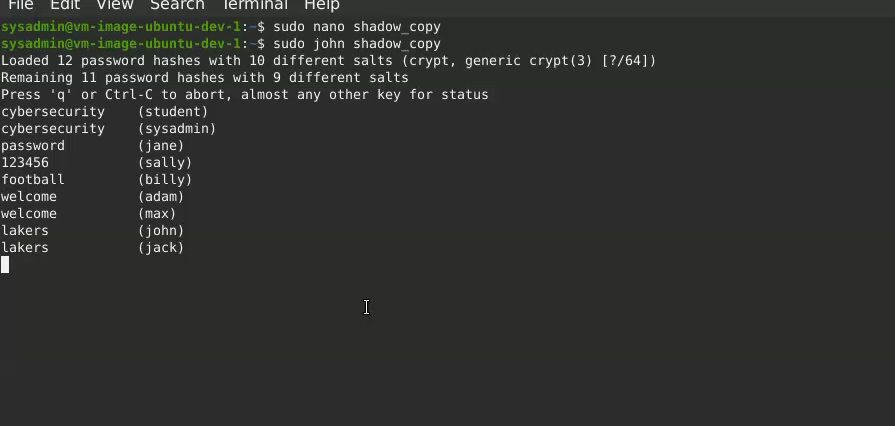 File Edit View Search Terminal Help
sysadmin@vm-image-ubuntu-dev-1:~$ sudo nano shadow_copy
sysadmin@vm-image-ubuntu-dev-1:~$ sudo john shadow_copy
Loaded 12 password hashes with 10 different salts (crypt, generic crypt(3) [?/64])
Remaining 11 password hashes with 9 different salts
Press 'q' or Ctrl-C to abort, almost any other key for status
cybersecurity (student)
cybersecurity (sysadmin)
password (jane)
123456 (sally)
football (billy)
welcome (adam)
welcome (max)
lakers (john)
lakers (jack)